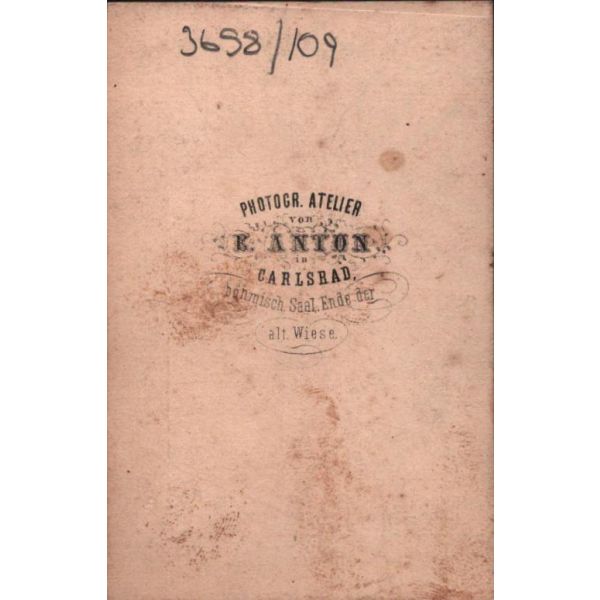 3658/109
PHOTOGR. ATELIER
von
E. ANTON
in
CARLSBAD,
böhmisch. Saal, Ende der
alt. Wiese.